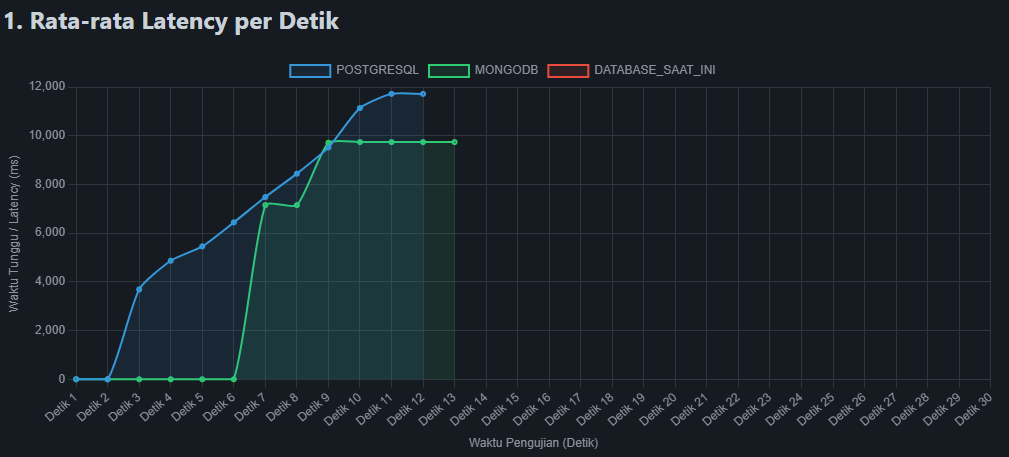 1. Rata-rata Latency per Detik
POSTGRESQL MONGODB DATABASE_SAAT_INI
12,000
10,000
8,000
6,000
4,000
2,000
0
Waktu Tunggu / Latency (ms)
Detik 1 Detik 2 Detik 3 Detik 4 Detik 5 Detik 6 Detik 7 Detik 8 Detik 9 Detik 10 Detik 11 Detik 12 Detik 13 Detik 14 Detik 15 Detik 16 Detik 17 Detik 18 Detik 19 Detik 20 Detik 21 Detik 22 Detik 23 Detik 24 Detik 25 Detik 26 Detik 27 Detik 28 Detik 29 Detik 30
Waktu Pengujian (Detik)